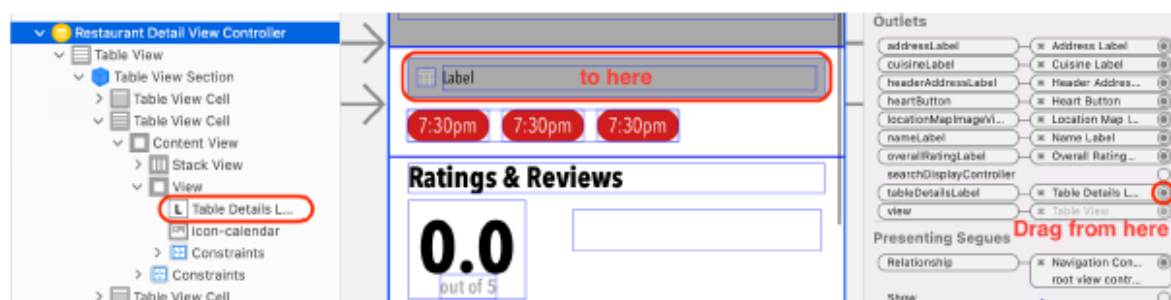 Restaurant Detail View Controller
Table View
Table View Section
Table View Cell
Table View Cell
Content View
Stack View
View
L Table Details L...
icon-calendar
Constraints
Constraints
Table View Cell
Label
to here
7:30pm 7:30pm 7:30pm
Ratings & Reviews
0.0
out of 5
Outlets
addressLabel Address Label
cuisineLabel Cuisine Label
headerAddressLabel Header Addres...
heartButton Heart Button
locationMapImageVi... Location Map I...
nameLabel Name Label
overallRatingLabel Overall Rating...
searchDisplayController
tableDetailsLabel Table Details L...
view Table View
Drag from here
Presenting Segues
Relationship Navigation Con...
root view contr...
Show